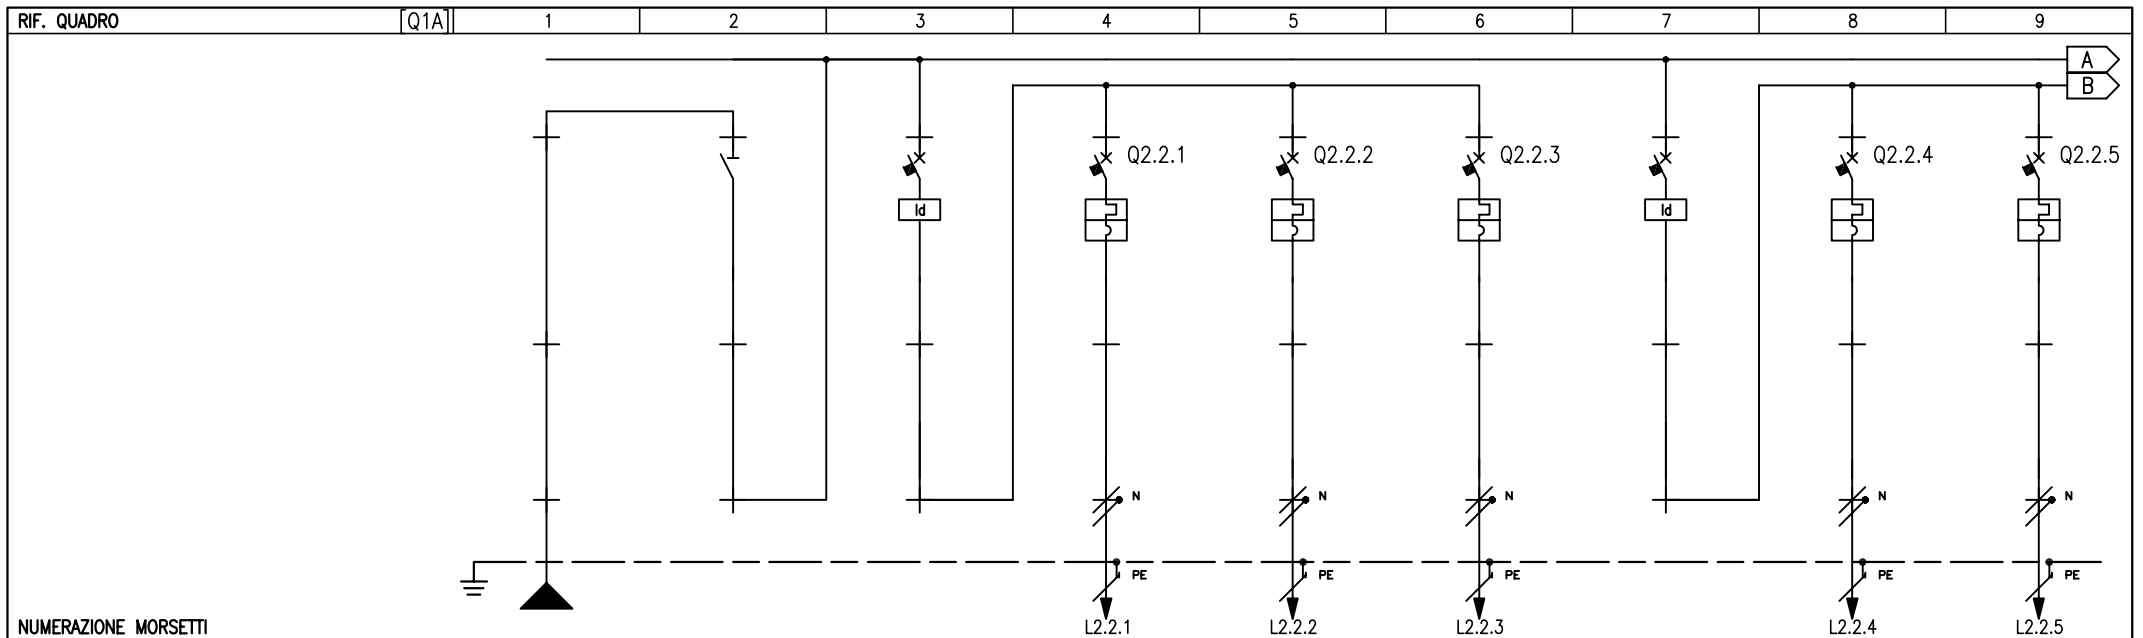 RIF. QUADRO [Q1A] 1 2 3 4 5 6 7 8 9
A
B
Q2.2.1 Q2.2.2 Q2.2.3 Q2.2.4 Q2.2.5
Id Id
N N N N N
PE PE PE PE PE
NUMERAZIONE MORSETTI L2.2.1 L2.2.2 L2.2.3 L2.2.4 L2.2.5